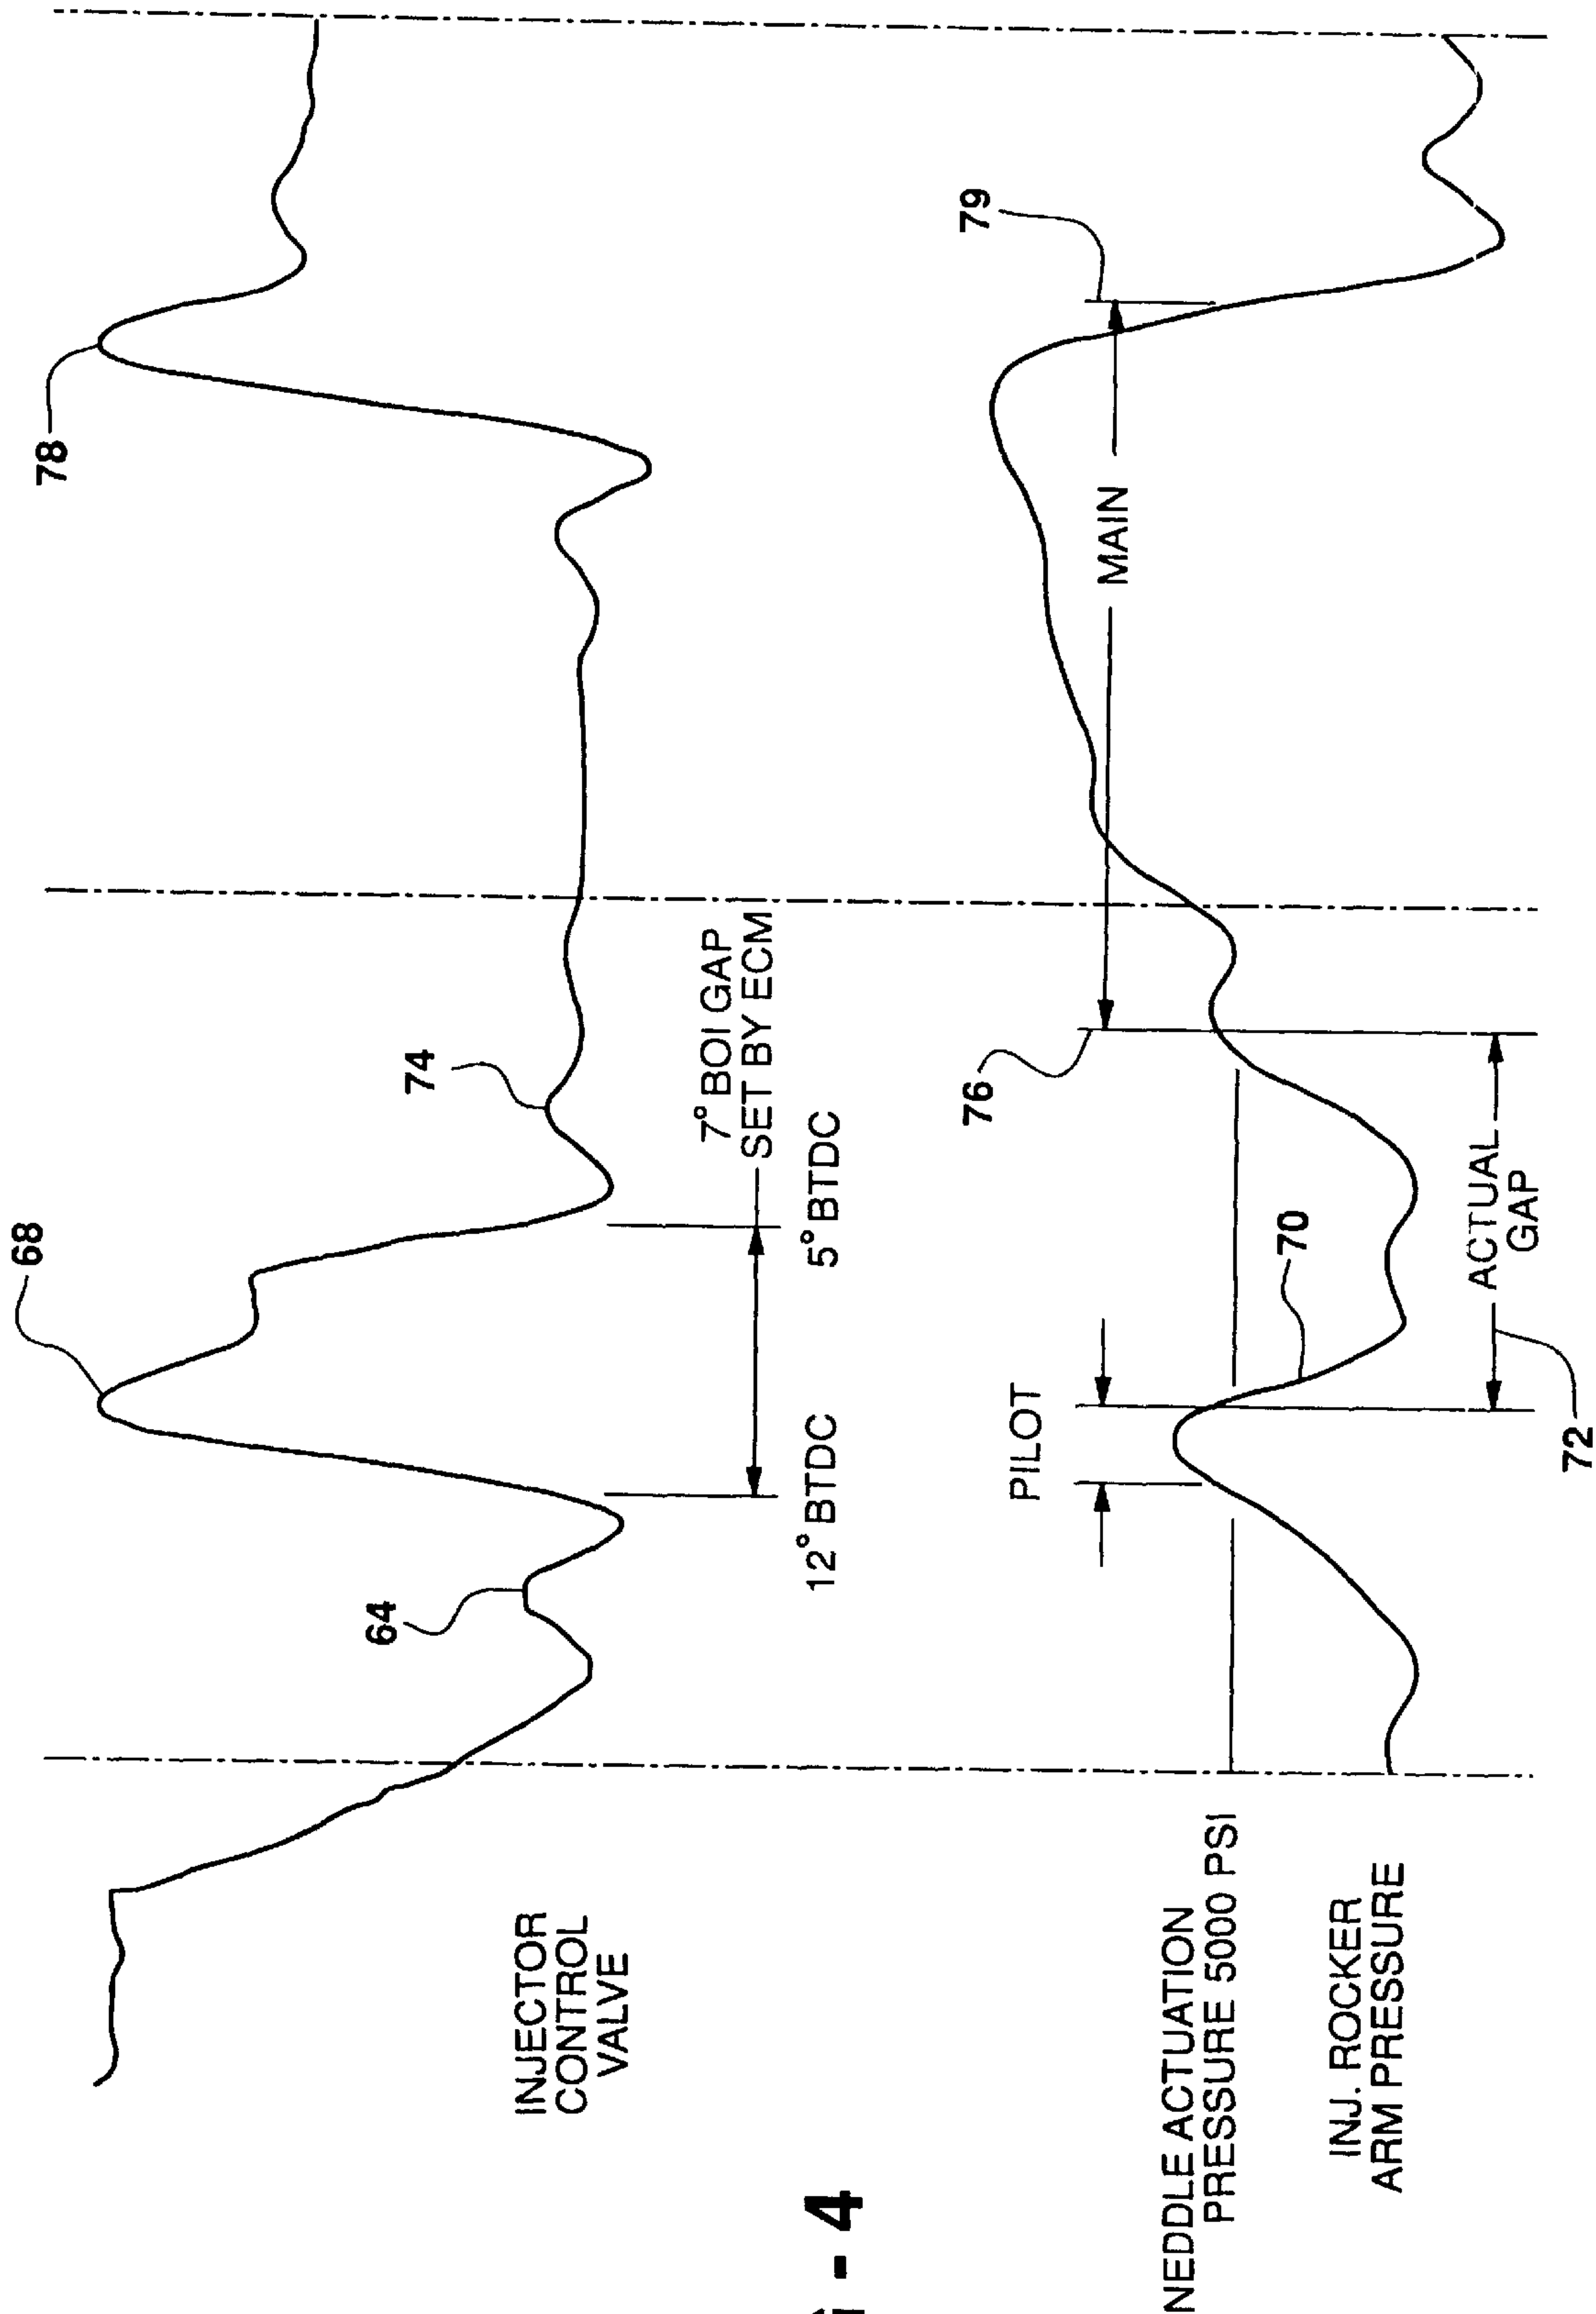 68
78
64
74
INJECTOR
CONTROL
VALVE
7° BOI GAP
SET BY ECM
12° BTDC
5° BTDC
- 4
76
79
PILOT
MAIN
NEDDLE ACTUATION
PRESSURE 5000 PSI
70
INJ. ROCKER
ARM PRESSURE
ACTUAL
GAP
72